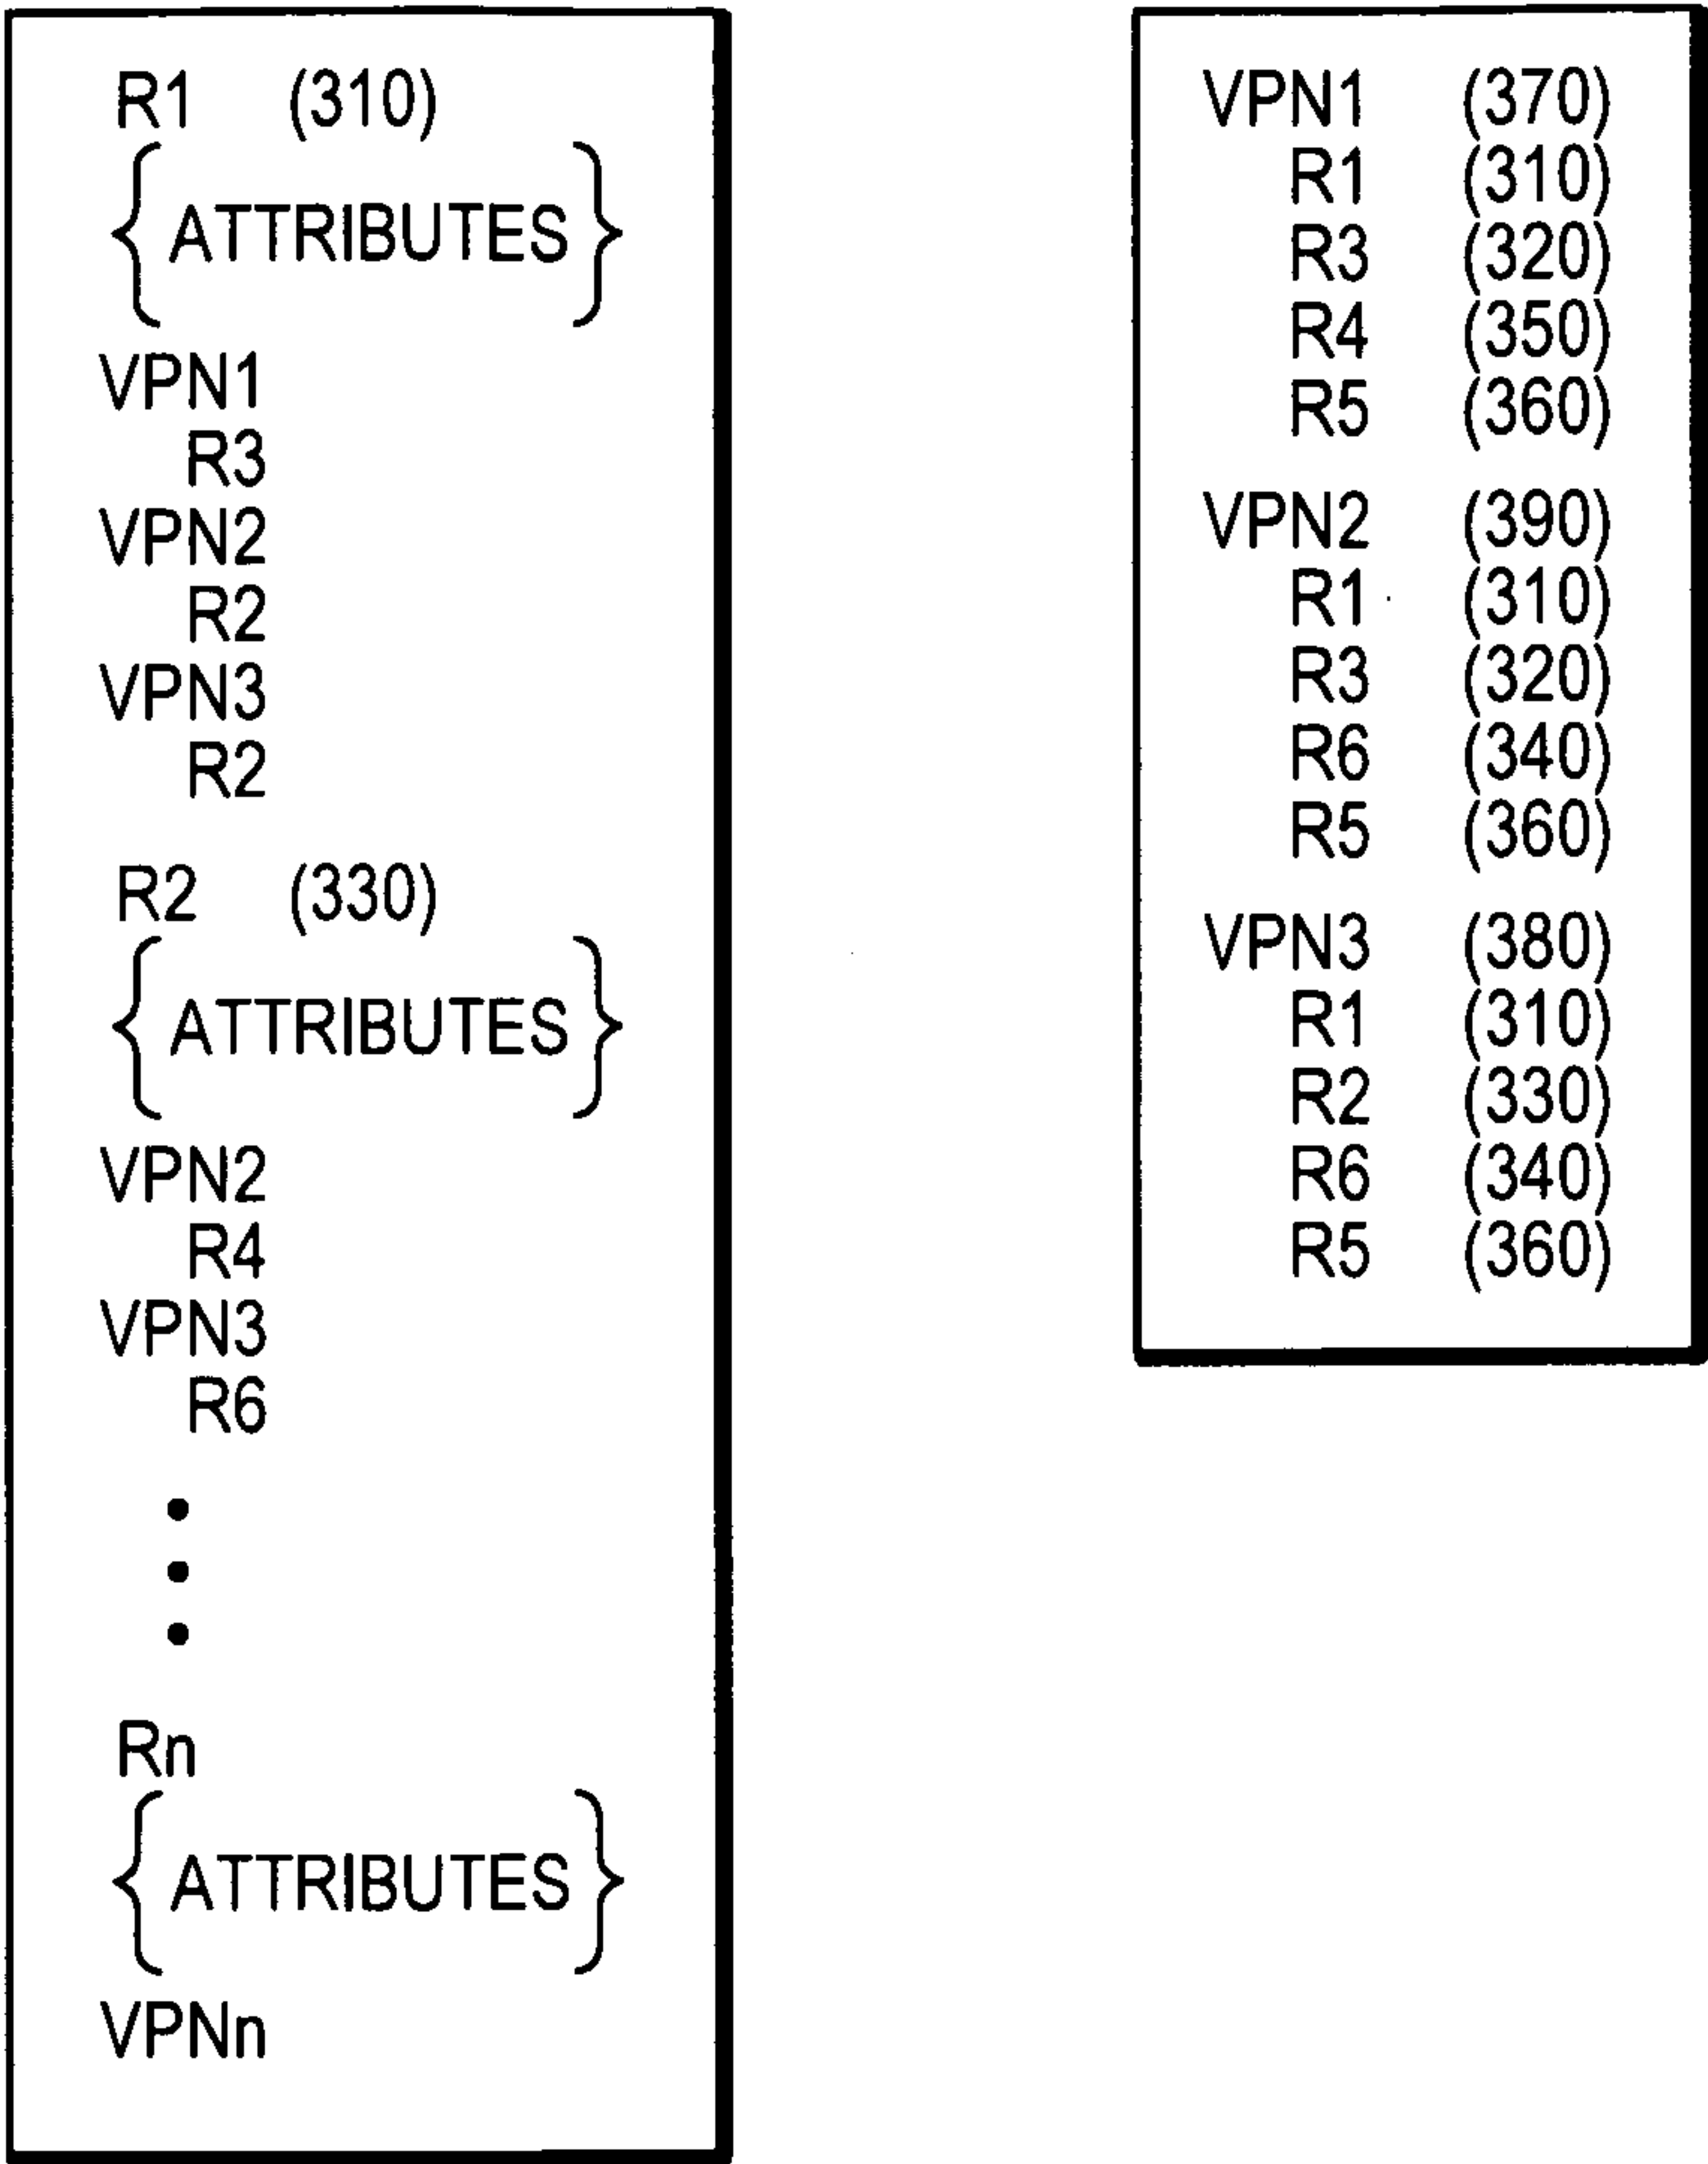 R1 (310)
ATTRIBUTES
VPN1
R3
VPN2
R2
VPN3
R2
R2 (330)
ATTRIBUTES
VPN2
R4
VPN3
R6
Rn
ATTRIBUTES
VPNn
VPN1 (370)
R1 (310)
R3 (320)
R4 (350)
R5 (360)
VPN2 (390)
R1 (310)
R3 (320)
R6 (340)
R5 (360)
VPN3 (380)
R1 (310)
R2 (330)
R6 (340)
R5 (360)